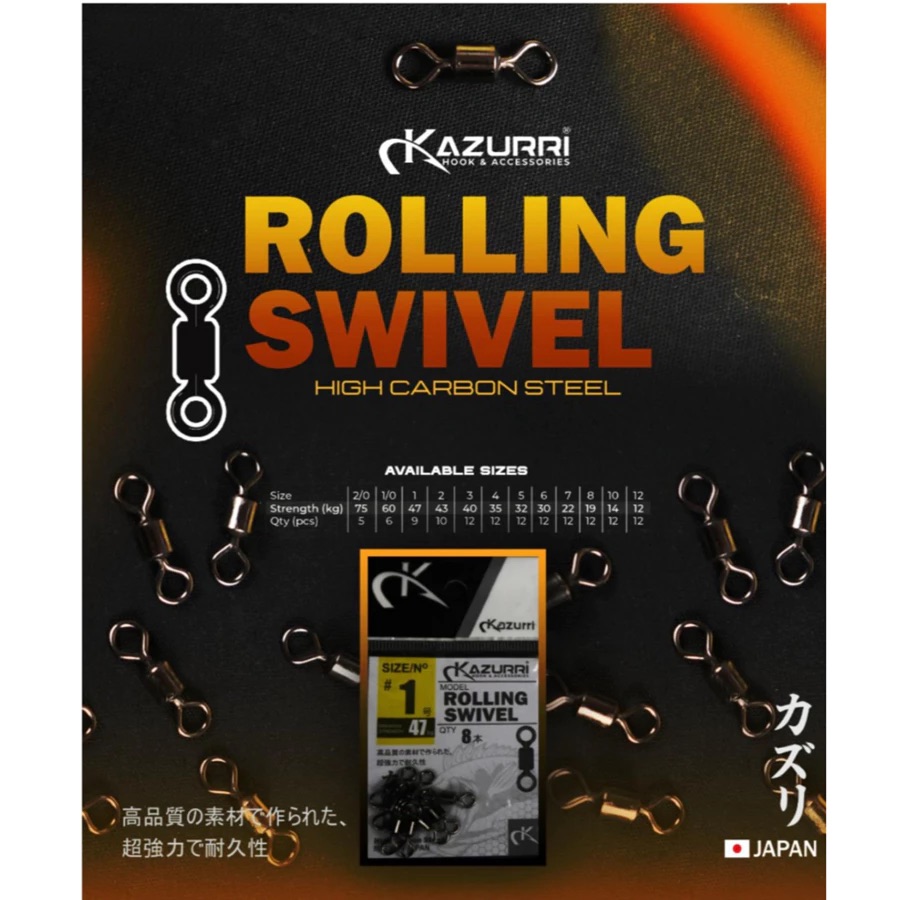 KAZURRI®
HOOK & ACCESSORIES
ROLLING
SWIVEL
HIGH CARBON STEEL
AVAILABLE SIZES
Size 2/0 1/0 1 2 3 4 5 6 7 8 10 12
Strength (kg) 75 60 47 43 40 35 32 30 22 19 14 12
Qty (pcs) 5 6 9 10 12 12 12 12 12 12 12 12
Kazurri
SIZE/Nº
#1号
47
KAZURRI
HOOK & ACCESSORIES
MODEL
ROLLING
SWIVEL
QTY
8本
高品質の素材で作られた、
超強力で耐久性
カズリ
高品質の素材で作られた、
超強力で耐久性
JAPAN